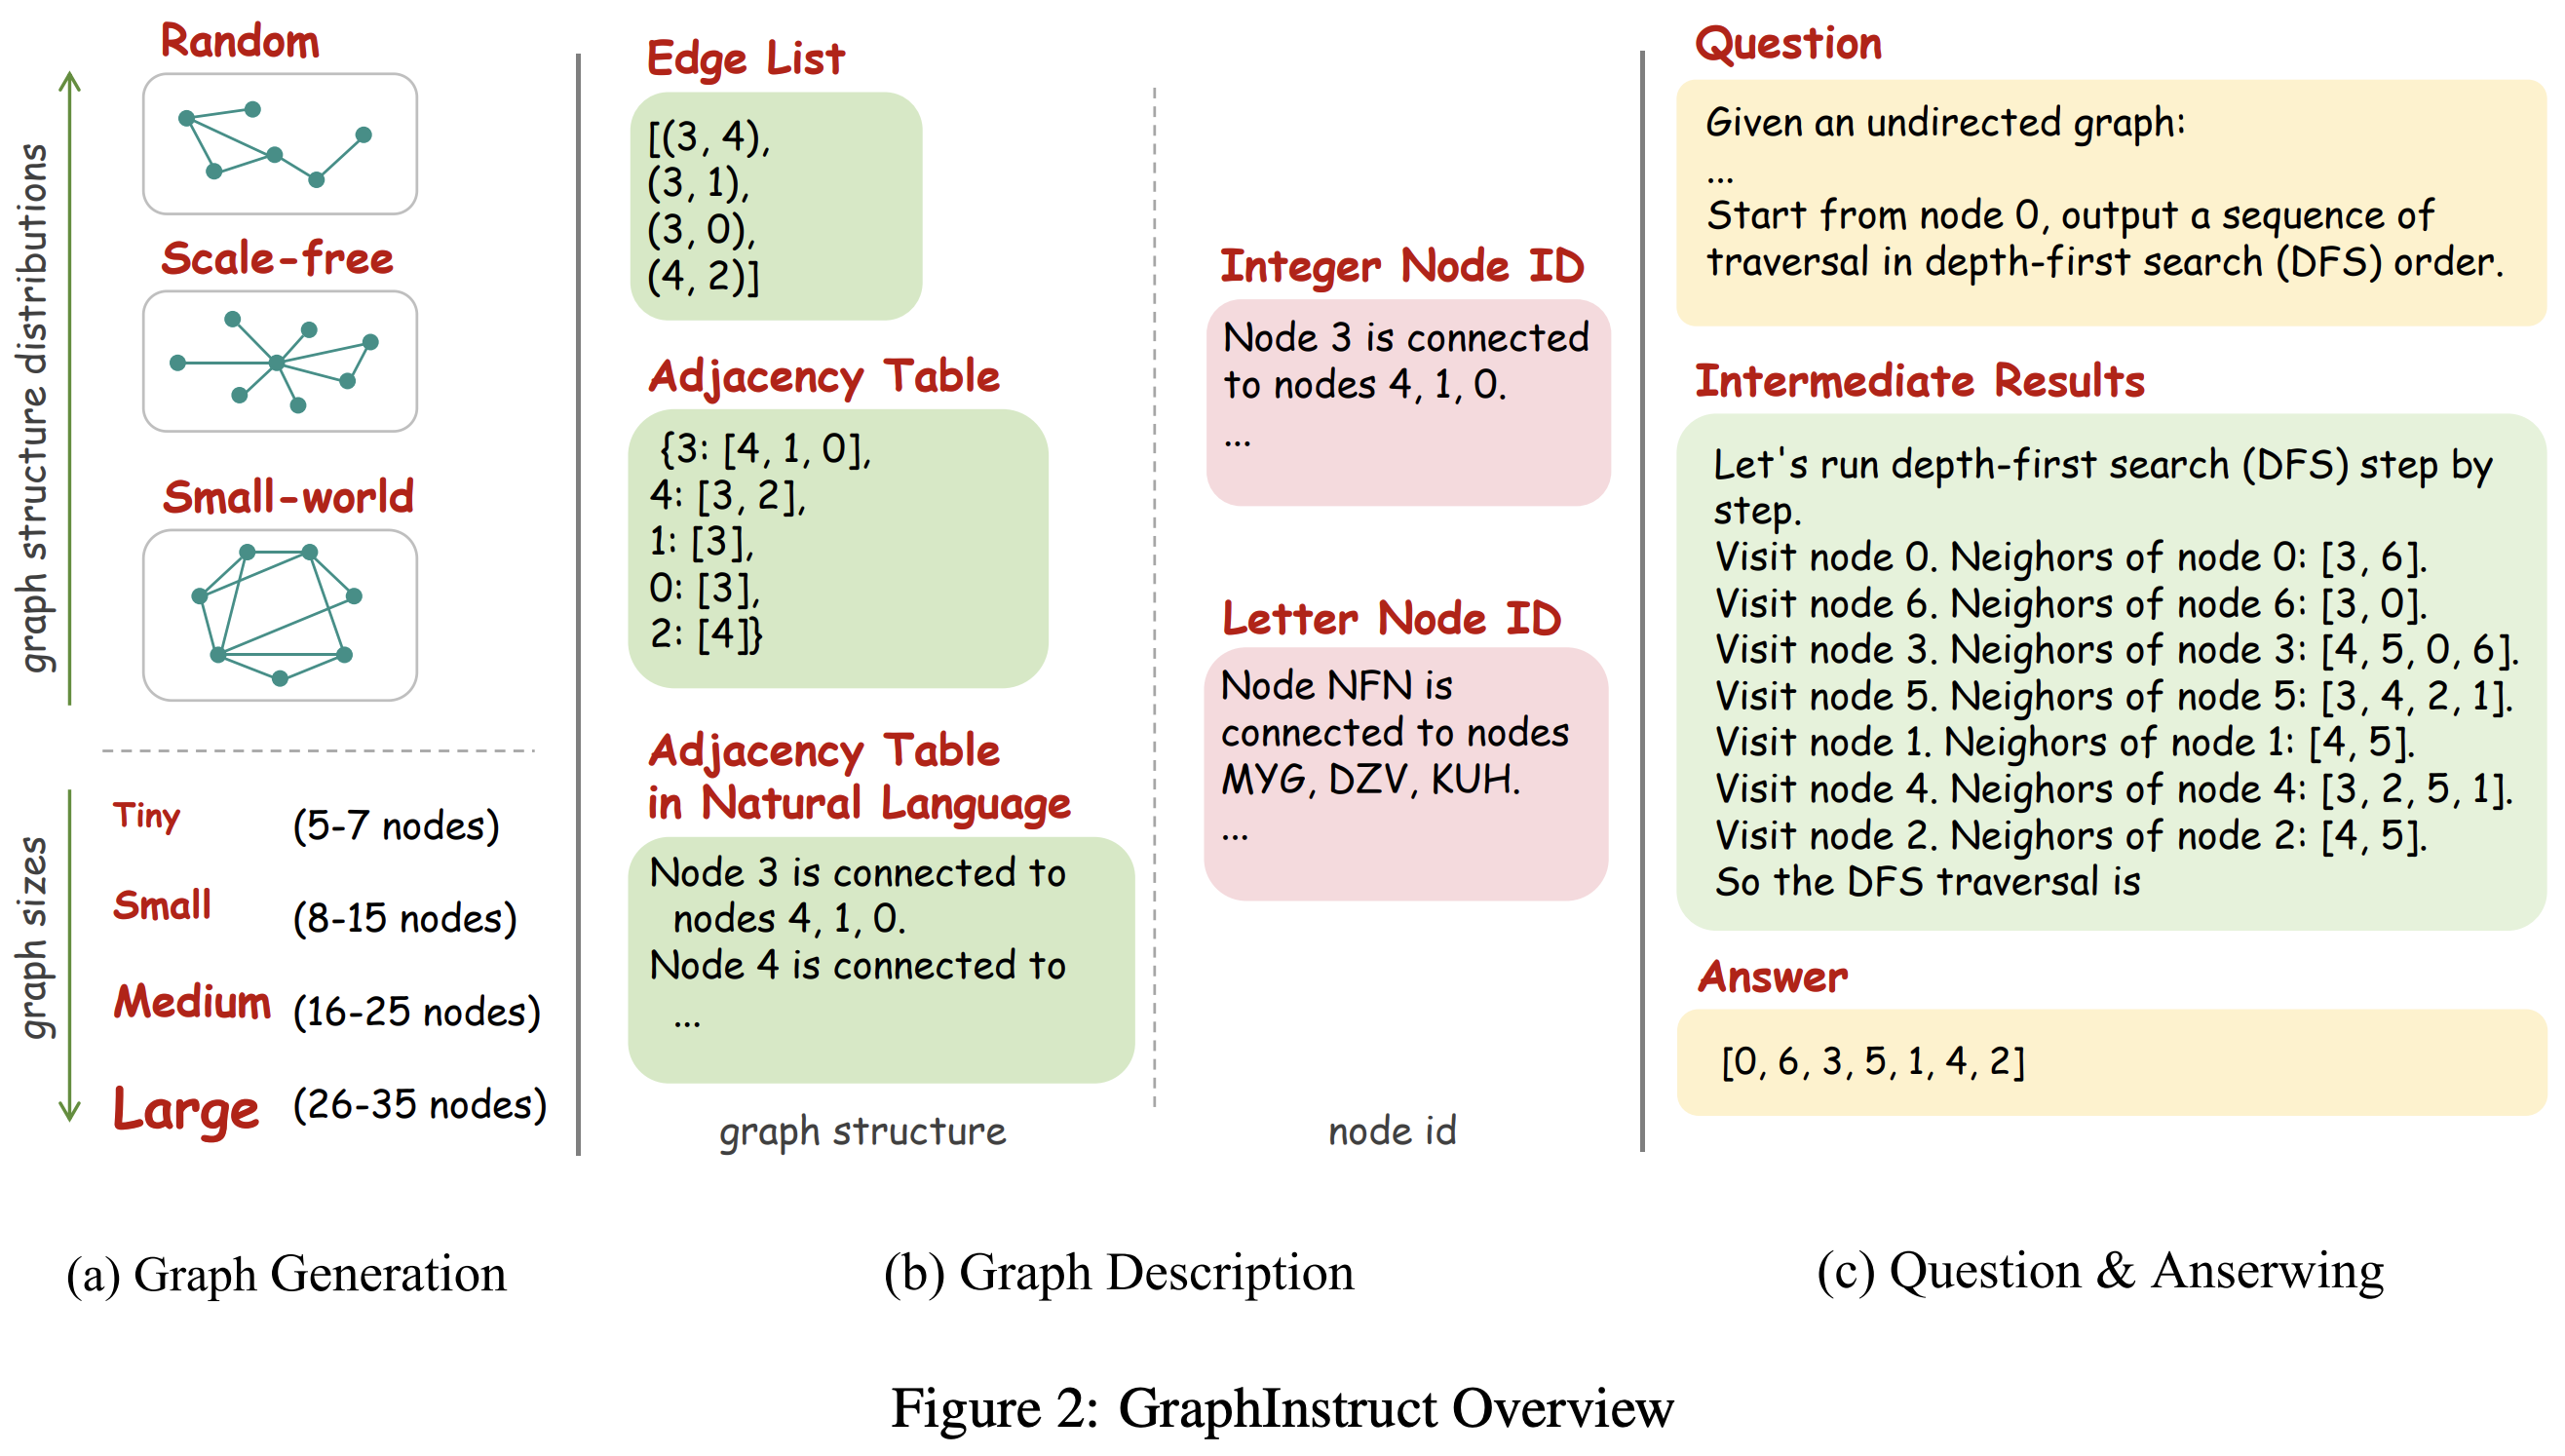 graph structure distributions
Random
Scale-free
Small-world
graph sizes
Tiny (5-7 nodes)
Small (8-15 nodes)
Medium (16-25 nodes)
Large (26-35 nodes)
(a) Graph Generation
Edge List
[(3, 4),
(3, 1),
(3, 0),
(4, 2)]
Adjacency Table
{3: [4, 1, 0],
4: [3, 2],
1: [3],
0: [3],
2: [4]}
Adjacency Table
in Natural Language
Node 3 is connected to
nodes 4, 1, 0.
Node 4 is connected to
...
graph structure
Integer Node ID
Node 3 is connected
to nodes 4, 1, 0.
...
Letter Node ID
Node NFN is
connected to nodes
MYG, DZV, KUH.
...
node id
(b) Graph Description
Question
Given an undirected graph:
...
Start from node 0, output a sequence of
traversal in depth-first search (DFS) order.
Intermediate Results
Let's run depth-first search (DFS) step by
step.
Visit node 0. Neighors of node 0: [3, 6].
Visit node 6. Neighors of node 6: [3, 0].
Visit node 3. Neighors of node 3: [4, 5, 0, 6].
Visit node 5. Neighors of node 5: [3, 4, 2, 1].
Visit node 1. Neighors of node 1: [4, 5].
Visit node 4. Neighors of node 4: [3, 2, 5, 1].
Visit node 2. Neighors of node 2: [4, 5].
So the DFS traversal is
Answer
[0, 6, 3, 5, 1, 4, 2]
(c) Question & Anserwing
Figure 2: GraphInstruct Overview